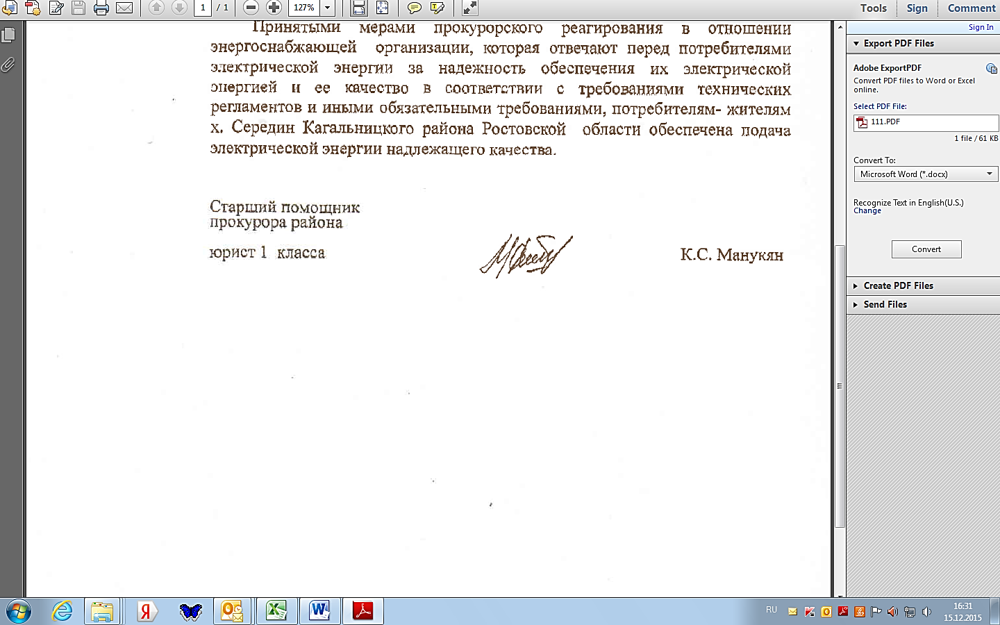 1 / 1
127%
Tools
Sign
Comment
Принятыми мерами прокурорского реагирования в отношении
энергоснабжающей организации, которая отвечают перед потребителями
электрической энергии за надежность обеспечения их электрической
энергией и ее качество в соответствии с требованиями технических
регламентов и иными обязательными требованиями, потребителям- жителям
х. Середин Кагальницкого района Ростовской области обеспечена подача
электрической энергии надлежащего качества.
Старший помощник
прокурора района
юрист 1 класса
К.С. Манукян
Sign In
Export PDF Files
Adobe ExportPDF
Convert PDF files to Word or Excel
online.
Select PDF File:
111.PDF
1 file / 61 KB
Convert To:
Microsoft Word (*.docx)
Recognize Text in English(U.S.)
Change
Convert
Create PDF Files
Send Files
RU
16:31
15.12.2015